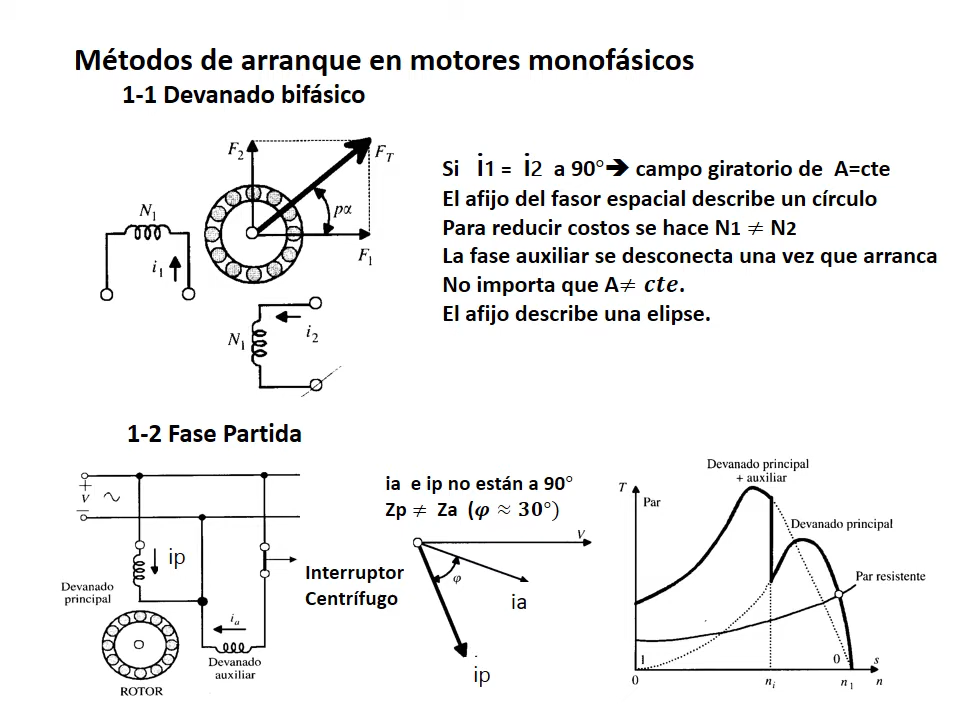 Métodos de arranque en motores monofásicos
1-1 Devanado bifásico
F2
FT
pα
F1
N1
i1
N1
i2
Si i1 = i2 a 90°➔ campo giratorio de A=cte
El afijo del fasor espacial describe un círculo
Para reducir costos se hace N1 ≠ N2
La fase auxiliar se desconecta una vez que arranca
No importa que A≠ cte.
El afijo describe una elipse.
1-2 Fase Partida
+
V
−
ip
Devanado
principal
ia
Devanado
auxiliar
ROTOR
Interruptor
Centrífugo
ia e ip no están a 90°
Zp ≠ Za (φ ≈ 30°)
V
φ
ia
ip
Devanado principal
+ auxiliar
T
Par
Devanado principal
Par resistente
1
0
s
0
ni
n1
n